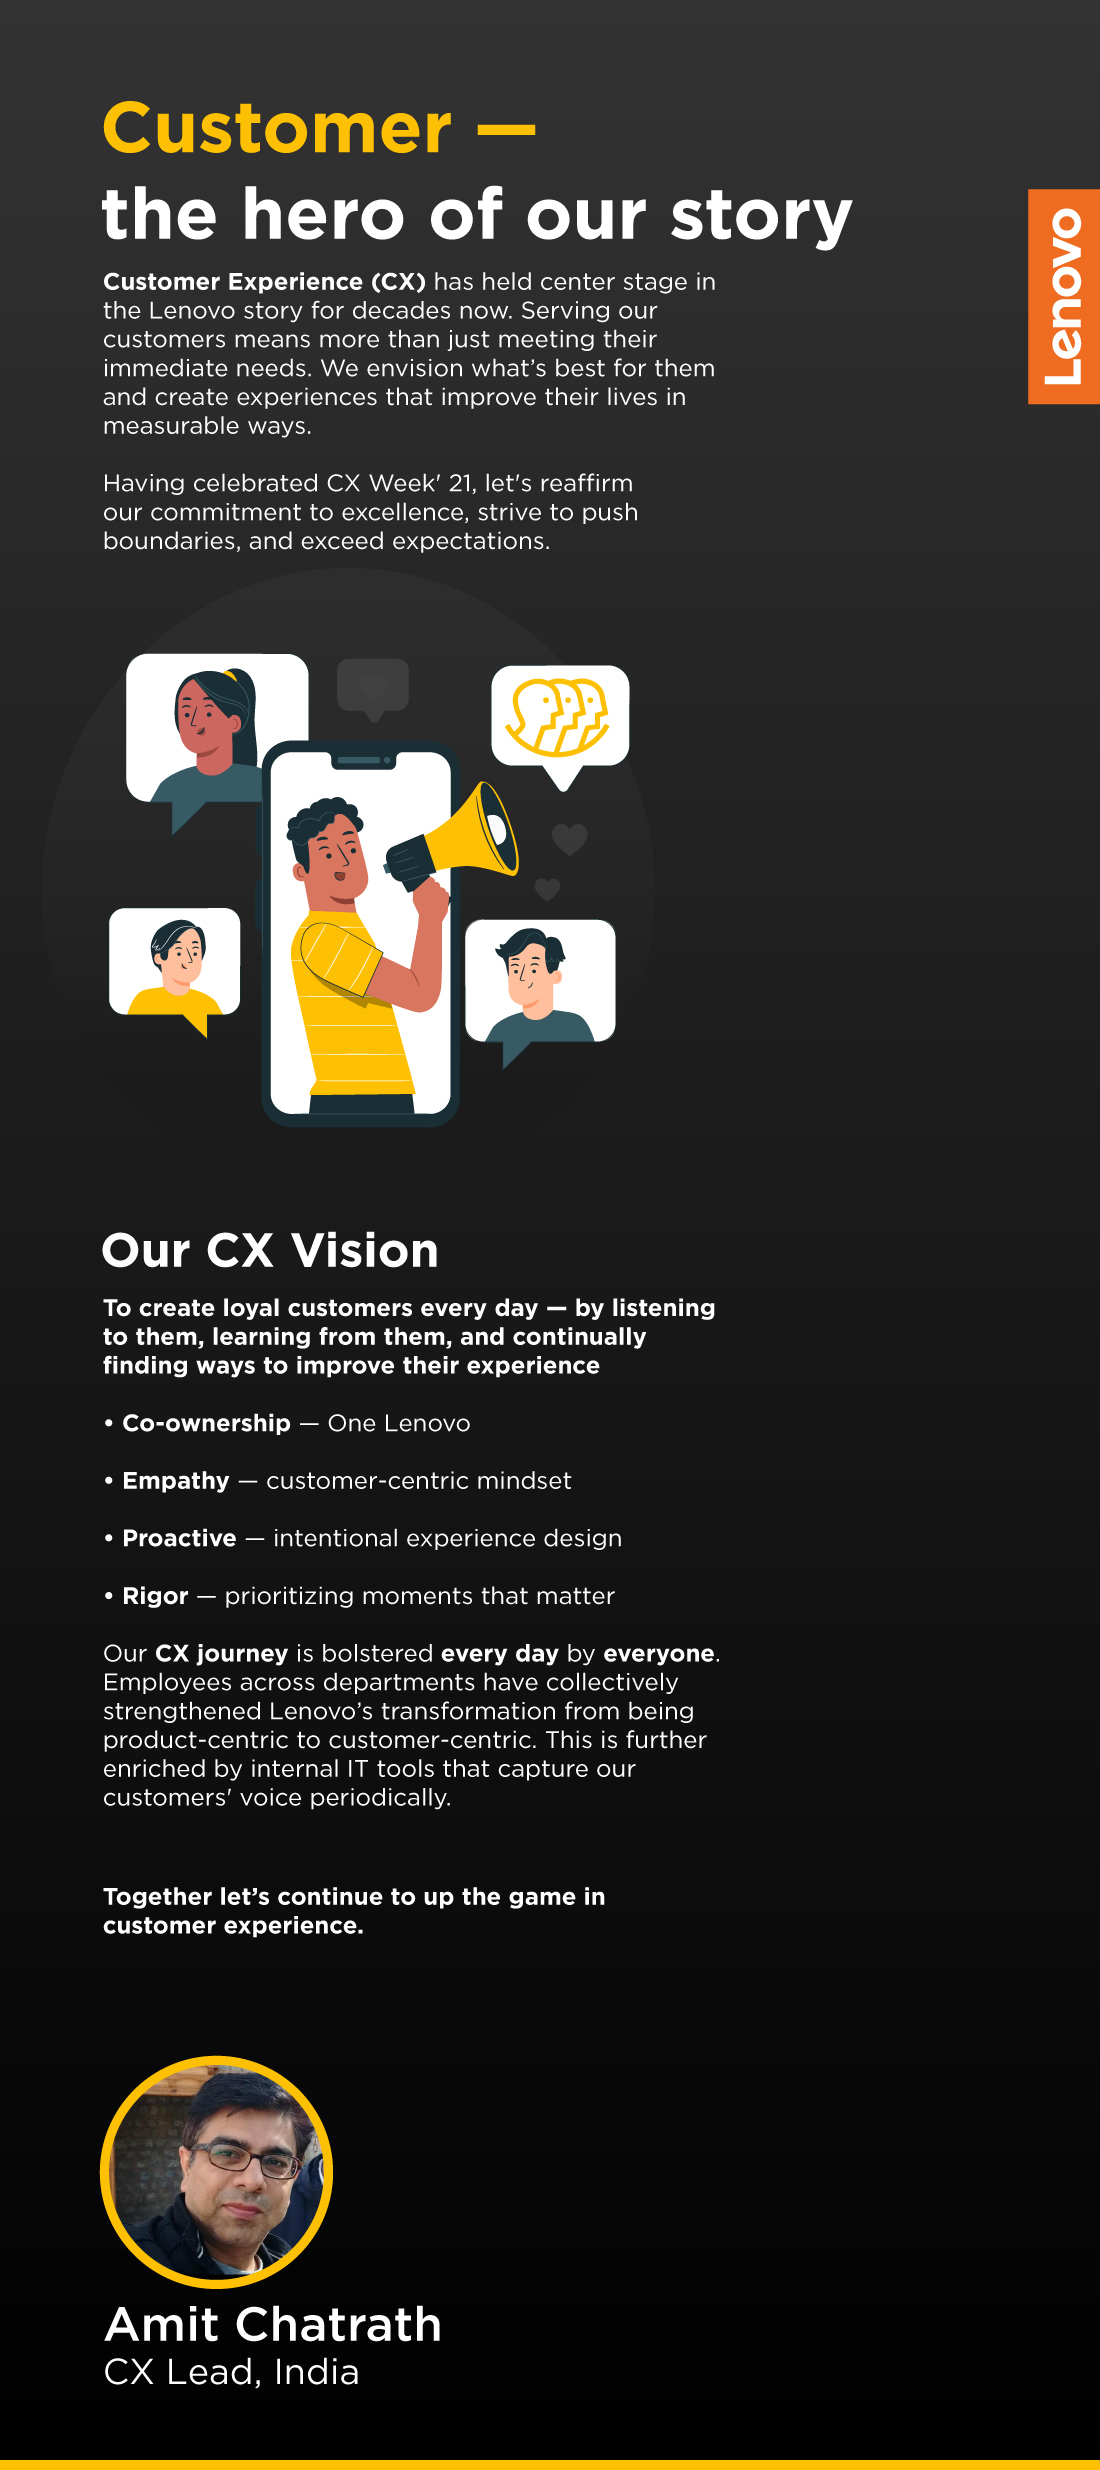 Customer —
the hero of our story
Lenovo
Customer Experience (CX) has held center stage in
the Lenovo story for decades now. Serving our
customers means more than just meeting their
immediate needs. We envision what’s best for them
and create experiences that improve their lives in
measurable ways.
Having celebrated CX Week' 21, let's reaffirm
our commitment to excellence, strive to push
boundaries, and exceed expectations.
Our CX Vision
To create loyal customers every day — by listening
to them, learning from them, and continually
finding ways to improve their experience
• Co-ownership — One Lenovo
• Empathy — customer-centric mindset
• Proactive — intentional experience design
• Rigor — prioritizing moments that matter
Our CX journey is bolstered every day by everyone.
Employees across departments have collectively
strengthened Lenovo’s transformation from being
product-centric to customer-centric. This is further
enriched by internal IT tools that capture our
customers' voice periodically.
Together let’s continue to up the game in
customer experience.
Amit Chatrath
CX Lead, India